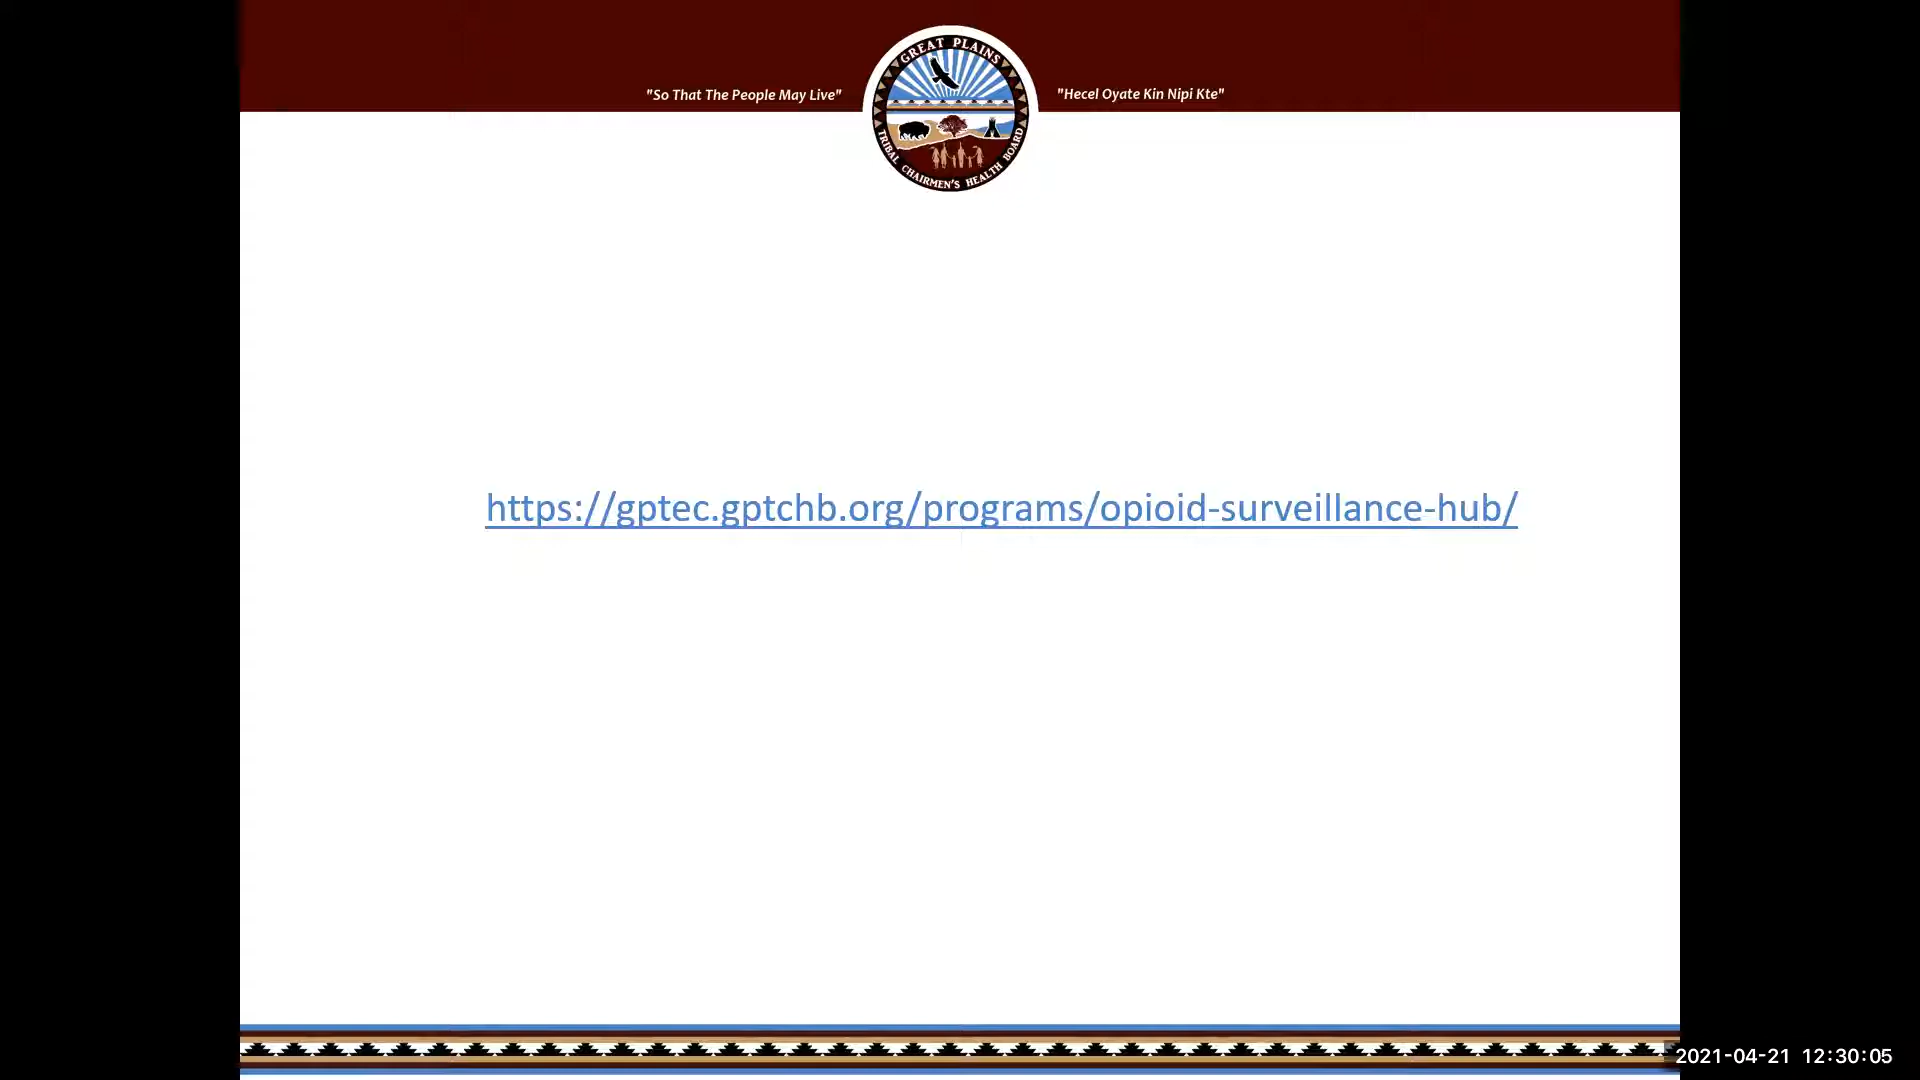 "So That The People May Live"
GREAT PLAINS
TRIBAL CHAIRMEN'S HEALTH BOARD
"Hecel Oyate Kin Nipi Kte"
https://gptec.gptchb.org/programs/opioid-surveillance-hub/
2021-04-21 12:30:05